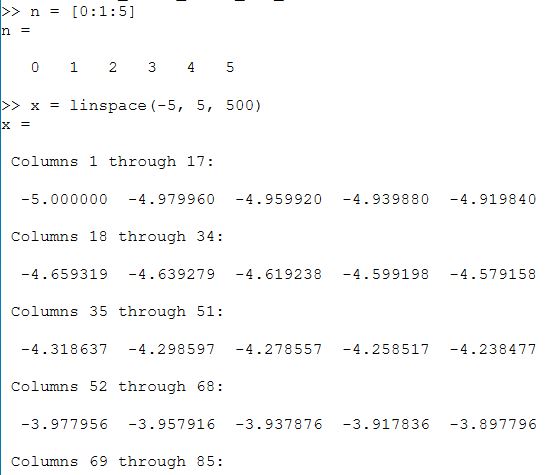 >> n = [0:1:5]
n =
0 1 2 3 4 5
>> x = linspace(-5, 5, 500)
x =
Columns 1 through 17:
-5.000000 -4.979960 -4.959920 -4.939880 -4.919840
Columns 18 through 34:
-4.659319 -4.639279 -4.619238 -4.599198 -4.579158
Columns 35 through 51:
-4.318637 -4.298597 -4.278557 -4.258517 -4.238477
Columns 52 through 68:
-3.977956 -3.957916 -3.937876 -3.917836 -3.897796
Columns 69 through 85: